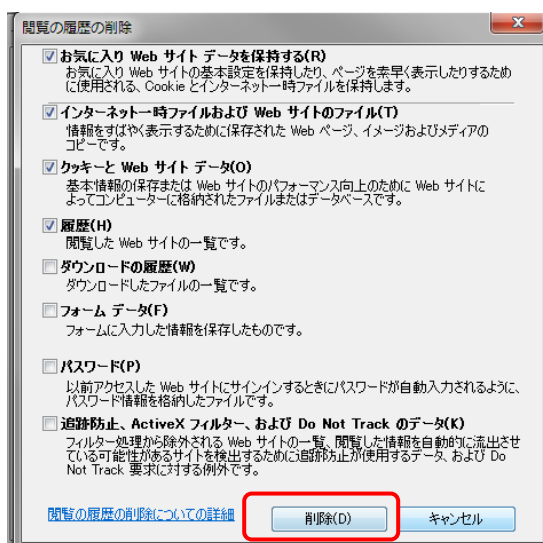 閲覧の履歴の削除
お気に入り Web サイト データを保持する(R)
お気に入り Web サイトの基本設定を保持したり、ページを素早く表示したりするため
に使用される、Cookie とインターネット一時ファイルを保持します。
インターネット一時ファイルおよび Web サイトのファイル(T)
情報をすばやく表示するために保存された Web ページ、イメージおよびメディアの
コピーです。
クッキーと Web サイト データ(O)
基本情報の保存または Web サイトのパフォーマンス向上のために Web サイトに
よってコンピューターに格納されたファイルまたはデータベースです。
履歴(H)
閲覧した Web サイトの一覧です。
ダウンロードの履歴(W)
ダウンロードしたファイルの一覧です。
フォーム データ(F)
フォームに入力した情報を保存したものです。
パスワード(P)
以前アクセスした Web サイトにサインインするときにパスワードが自動入力されるように、
パスワード情報を格納したファイルです。
追跡防止、ActiveX フィルター、および Do Not Track のデータ(K)
フィルター処理から除外される Web サイトの一覧、閲覧した情報を自動的に流出させ
ている可能性があるサイトを検出するために追跡防止が使用するデータ、および Do
Not Track 要求に対する例外です。
閲覧の履歴の削除についての詳細 削除(D) キャンセル